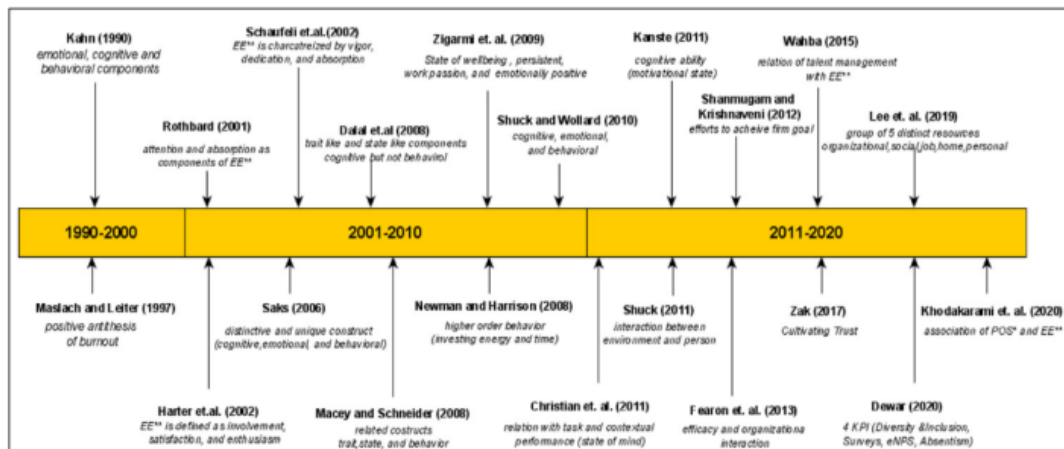 Kahn (1990)
emotional, cognitive and
behavioral components
Rothbard (2001)
attention and absorption as
components of EE**
Schaufeli et.al.(2002)
EE** is charcatreized by vigor,
dedication, and absorption
Dalal et.al (2008)
trait like and state like components
cognitive but not behavirol
Zigarmi et. al. (2009)
State of wellbeing , persistent,
work passion, and emotionally positive
Shuck and Wollard (2010)
cognitive, emotional,
and behavioral
Kanste (2011)
cognitive ability
(motivational state)
Shanmugam and
Krishnaveni (2012)
efforts to acheive firm goal
Wahba (2015)
relation of talent management
with EE**
Lee et. al. (2019)
group of 5 distinct resources
organizational,social,job,home,personal
1990-2000
2001-2010
2011-2020
Maslach and Leiter (1997)
positive antithesis
of burnout
Harter et.al. (2002)
EE** is defined as involvement,
satisfaction, and enthusiasm
Saks (2006)
distinctive and unique construct
(cognitive,emotional, and behavioral)
Macey and Schneider (2008)
related costructs
trait,state, and behavior
Newman and Harrison (2008)
higher order behavior
(investing energy and time)
Christian et. al. (2011)
relation with task and contextual
performance (state of mind)
Shuck (2011)
interaction between
environment and person
Fearon et. al. (2013)
efficacy and organizationa
interaction
Zak (2017)
Cultivating Trust
Dewar (2020)
4 KPI (Diversity &Inclusion,
Surveys, eNPS, Absentism)
Khodakarami et. al. (2020)
association of POS* and EE**